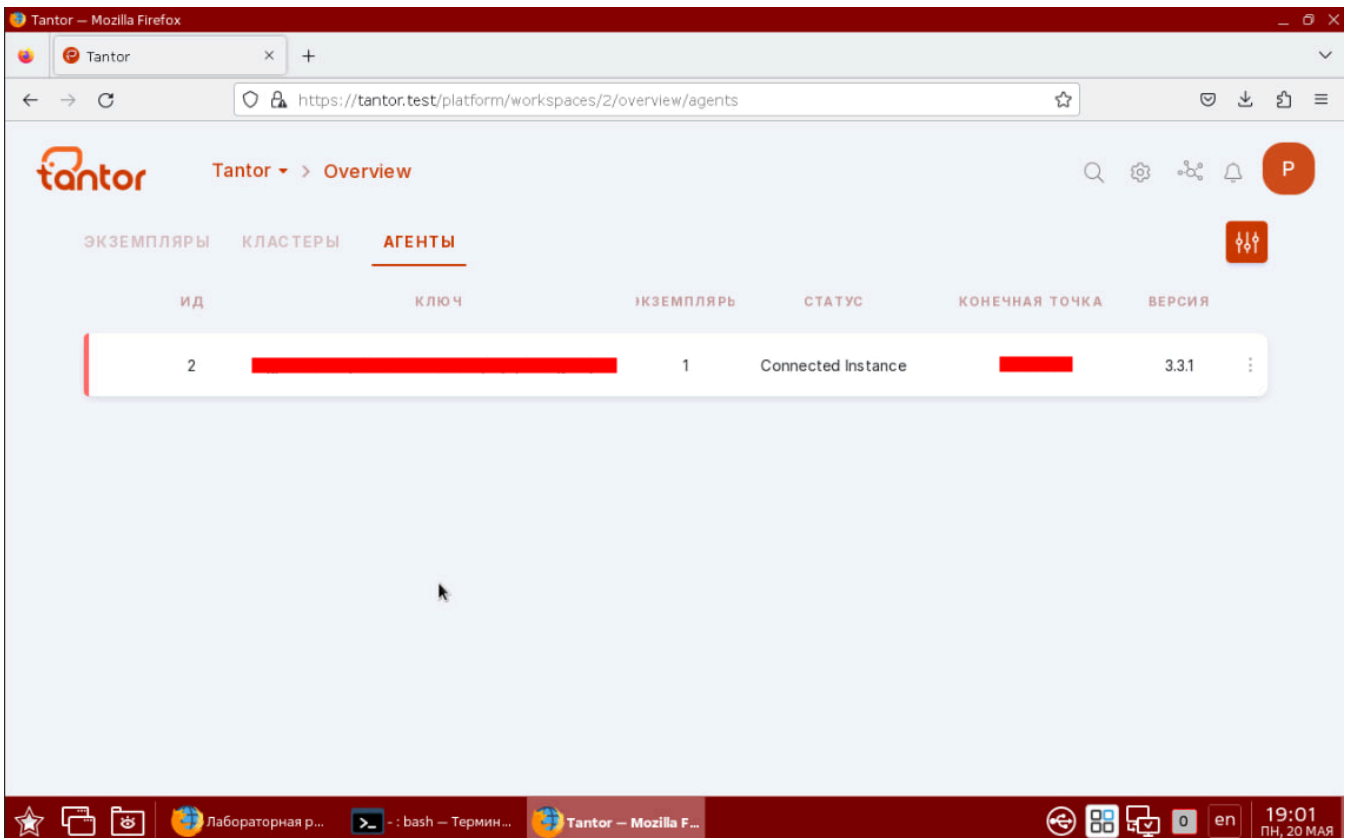 Tantor — Mozilla Firefox
Tantor
https://tantor.test/platform/workspaces/2/overview/agents
tantor Tantor > Overview P
ЭКЗЕМПЛЯРЫ КЛАСТЕРЫ АГЕНТЫ
ИД КЛЮЧ ЭКЗЕМПЛЯРЫ СТАТУС КОНЕЧНАЯ ТОЧКА ВЕРСИЯ
2 1 Connected Instance 3.3.1
Лабораторная р... - : bash — Термин... Tantor — Mozilla F... 0 en 19:01
ПН, 20 МАЯ